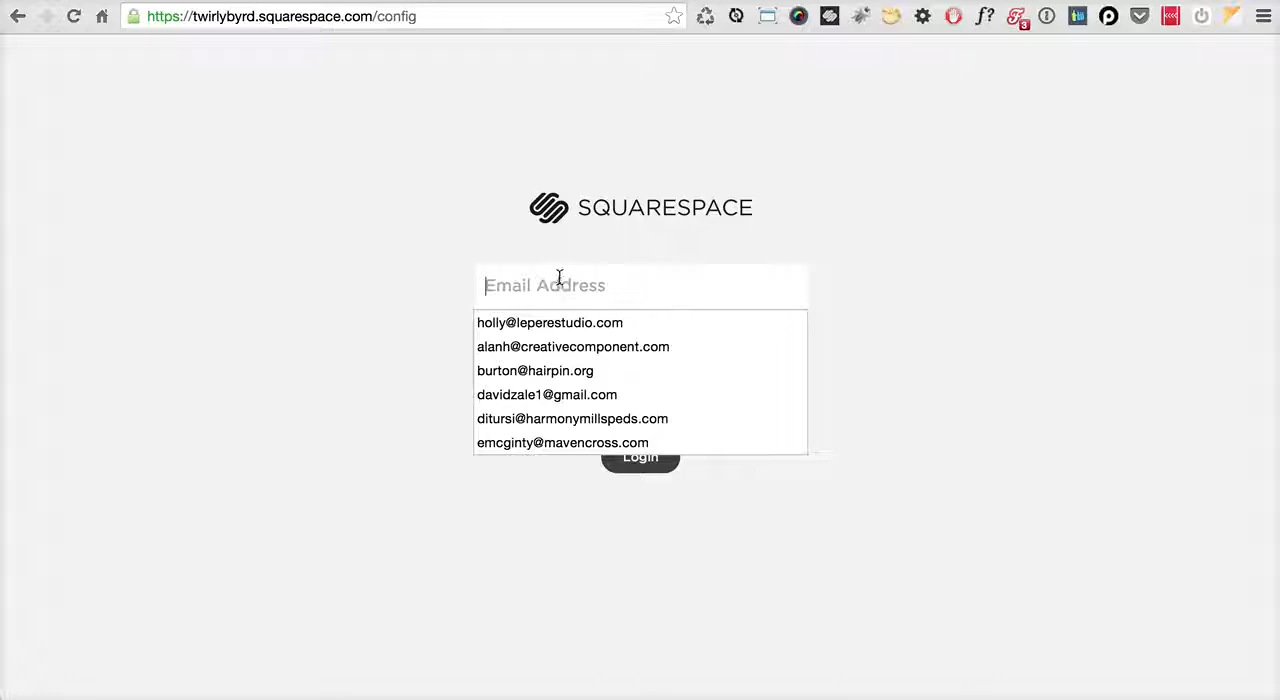 https://twirlybyrd.squarespace.com/config
f?
3
SQUARESPACE
Email Address
holly@leperestudio.com
alanh@creativecomponent.com
burton@hairpin.org
davidzale1@gmail.com
ditursi@harmonymillspeds.com
emcginty@mavencross.com
Login